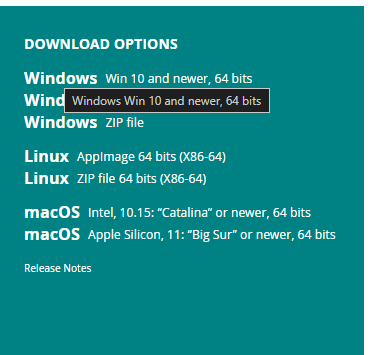 DOWNLOAD OPTIONS
Windows Win 10 and newer, 64 bits
Windows Win 10 and newer, 64 bits
Windows ZIP file
Linux AppImage 64 bits (X86-64)
Linux ZIP file 64 bits (X86-64)
macOS Intel, 10.15: “Catalina” or newer, 64 bits
macOS Apple Silicon, 11: “Big Sur” or newer, 64 bits
Release Notes